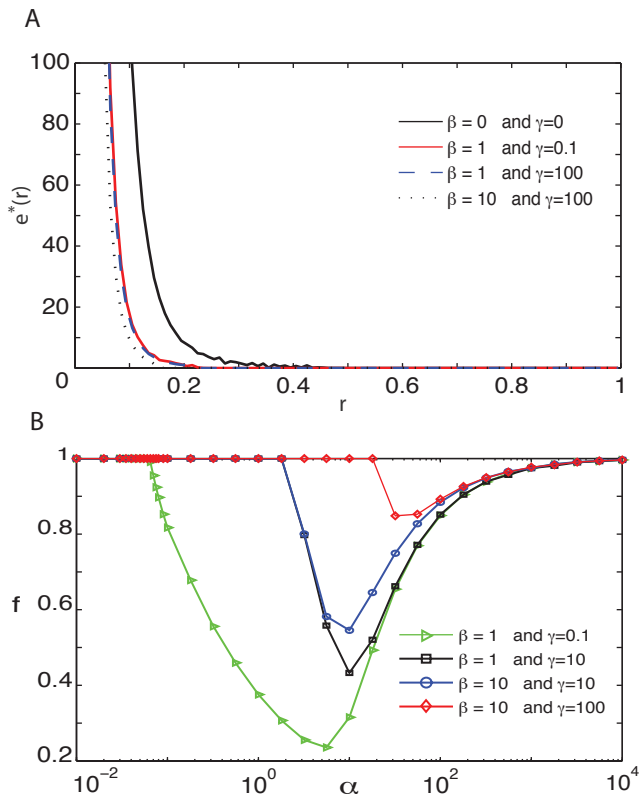 A
100
80
60
40
20
0
e*(r)
β = 0 and γ=0
β = 1 and γ=0.1
β = 1 and γ=100
β = 10 and γ=100
0.2 0.4 0.6 0.8 1
r
B
1
0.8
0.6
0.4
0.2
f
β = 1 and γ=0.1
β = 1 and γ=10
β = 10 and γ=10
β = 10 and γ=100
10⁻² 10⁰ 10² 10⁴
α